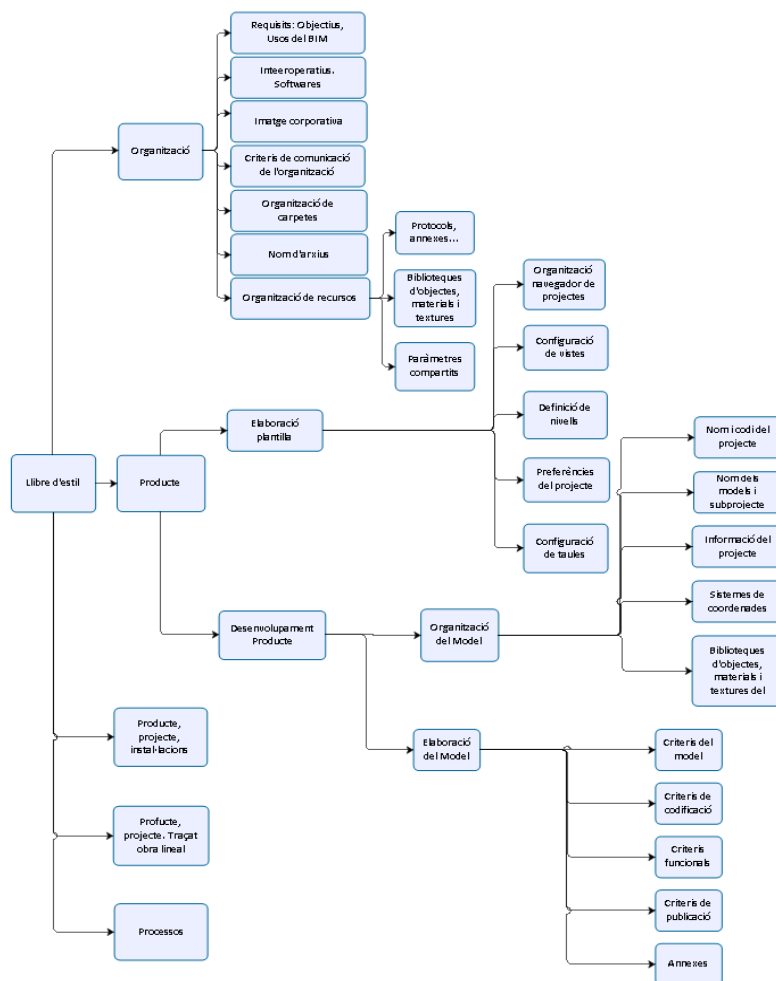 Requisits: Objectius,
Usos del BIM
Inteeroperatius.
Softwares
Imatge corporativa
Organització
Criteris de comunicació
de l'organització
Organització de
carpetes
Nom d'arxius
Organització de recursos
Protocols,
annexes...
Biblioteques
d'objectes,
materials i
textures
Paràmetres
compartits
Organització
navegador de
projectes
Configuració
de vistes
Definició de
nivells
Preferències
del projecte
Configuració
de taules
Elaboració
plantilla
Llibre d'estil
Producte
Nom i codi del
projecte
Nom dels
models i
subprojecte
Informació del
projecte
Sistemes de
coordenades
Biblioteques
d'objectes,
materials i
textures del
Desenvolupament
Producte
Organització
del Model
Elaboració
del Model
Criteris del
model
Criteris de
codificació
Criteris
funcionals
Criteris de
publicació
Annexes
Producte,
projecte,
instal·lacions
Profucte,
projecte. Traçat
obra lineal
Processos